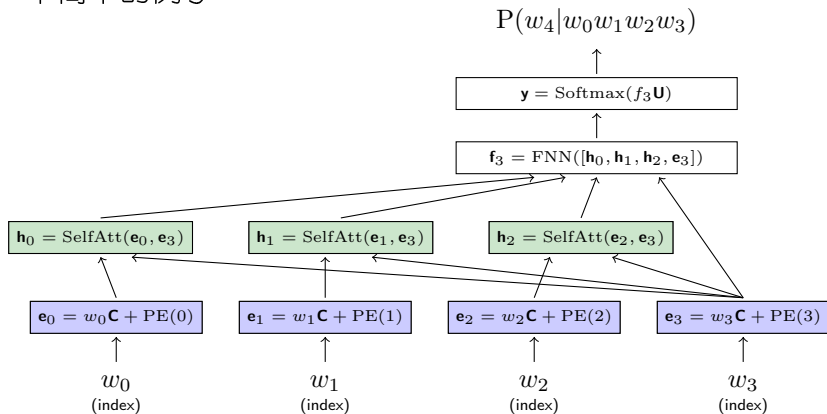 P(w₄|w₀w₁w₂w₃)
y = Softmax(f₃U)
f₃ = FNN([h₀, h₁, h₂, e₃])
h₀ = SelfAtt(e₀, e₃) h₁ = SelfAtt(e₁, e₃) h₂ = SelfAtt(e₂, e₃)
e₀ = w₀C + PE(0) e₁ = w₁C + PE(1) e₂ = w₂C + PE(2) e₃ = w₃C + PE(3)
w₀ w₁ w₂ w₃
(index) (index) (index) (index)